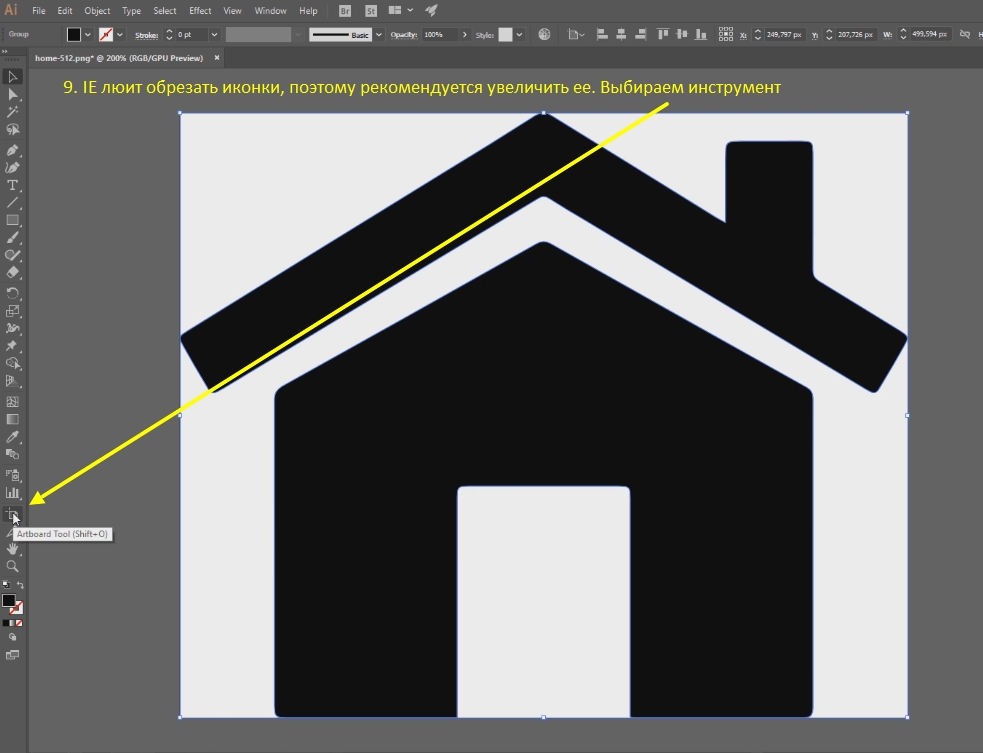 Ai File Edit Object Type Select Effect View Window Help Br St
Group Stroke: 0 pt Basic Opacity: 100% Style: X: 249,797 px Y: 207,726 px W: 499,594 px H
home-512.png* @ 200% (RGB/GPU Preview) ×
9. IE люит обрезать иконки, поэтому рекомендуется увеличить ее. Выбираем инструмент
Artboard Tool (Shift+O)